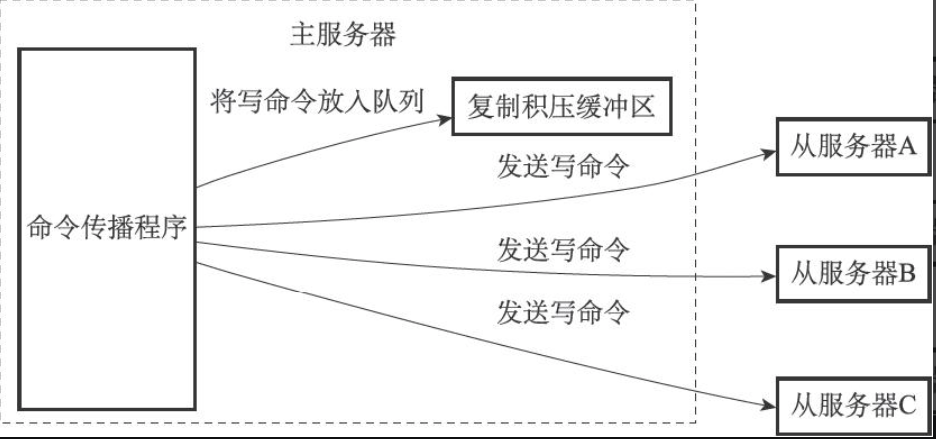 主服务器
将写命令放入队列
复制积压缓冲区
发送写命令
从服务器A
命令传播程序
发送写命令
从服务器B
发送写命令
从服务器C